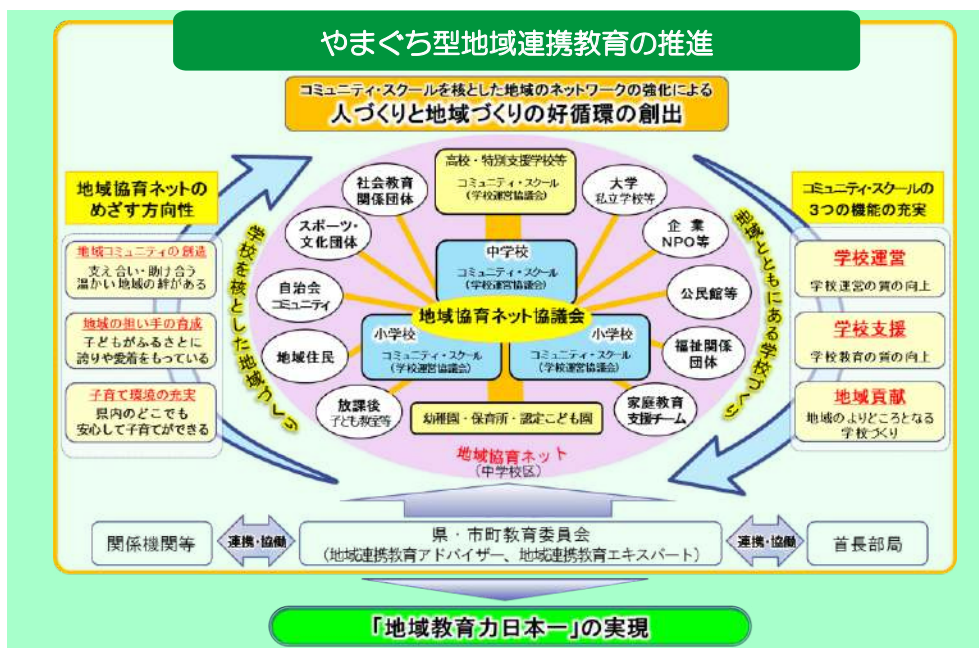 やまぐち型地域連携教育の推進
コミュニティ・スクールを核とした地域のネットワークの強化による
人づくりと地域づくりの好循環の創出
地域協育ネットの
めざす方向性
地域コミュニティの創造
支え合い・助け合う
温かい地域の絆がある
地域の担い手の育成
子どもがふるさとに
誇りや愛着をもっている
子育て環境の充実
県内のどこでも
安心して子育てができる
学校を核とした地域づくり
社会教育
関係団体
スポーツ・
文化団体
自治会
コミュニティ
地域住民
放課後
子ども教室等
高校・特別支援学校等
コミュニティ・スクール
(学校運営協議会)
中学校
コミュニティ・スクール
(学校運営協議会)
地域協育ネット協議会
小学校
コミュニティ・スクール
(学校運営協議会)
小学校
コミュニティ・スクール
(学校運営協議会)
幼稚園・保育所・認定こども園
地域協育ネット
(中学校区)
大学
私立学校等
企業
NPO等
公民館等
福祉関係
団体
家庭教育
支援チーム
地域とともにある学校づくり
コミュニティ・スクールの
3つの機能の充実
学校運営
学校運営の質の向上
学校支援
学校教育の質の向上
地域貢献
地域のよりどころとなる
学校づくり
関係機関等
連携・協働
県・市町教育委員会
(地域連携教育アドバイザー、地域連携教育エキスパート)
連携・協働
首長部局
「地域教育力日本一」の実現